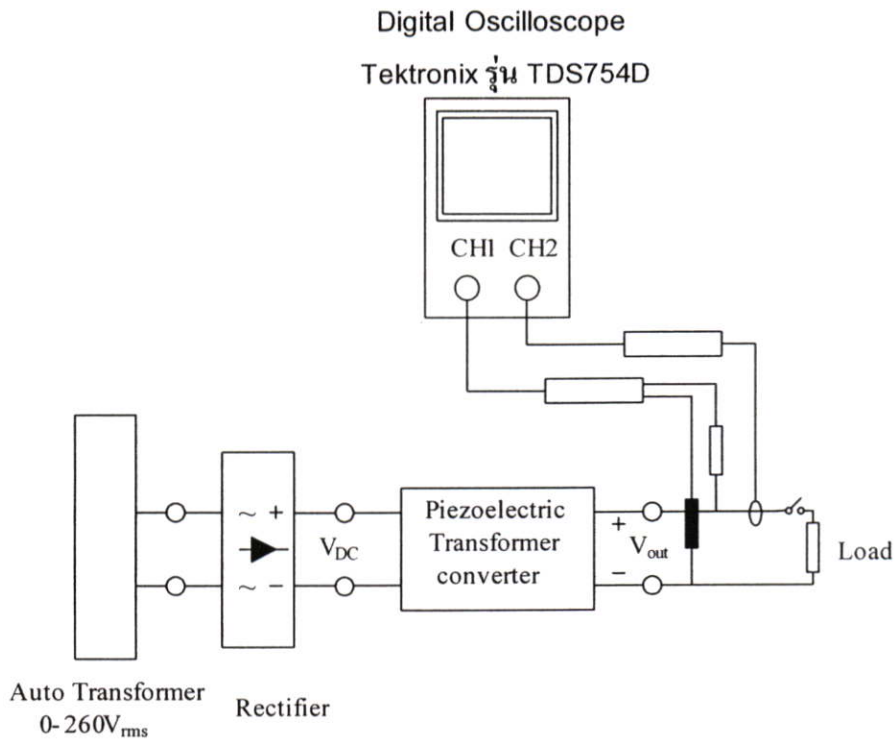 Digital Oscilloscope
Tektronix รุ่น TDS754D
CH1 CH2
~ +
~ −
V_DC
Piezoelectric
Transformer
converter
+
V_out
−
Load
Auto Transformer
0-260V_rms
Rectifier